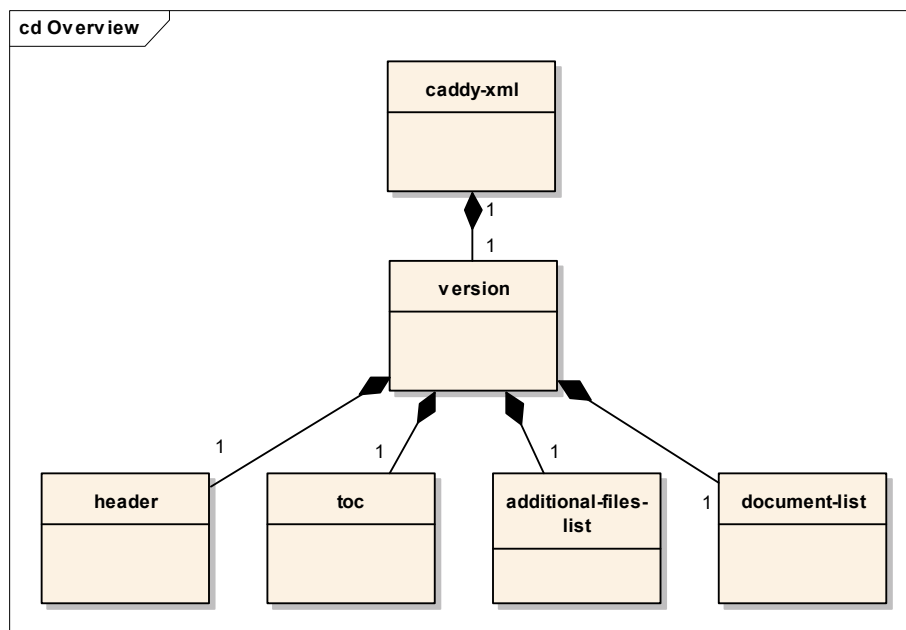 cd Overview
caddy-xml
1
1
version
1
1
1
1
header
toc
additional-files-
list
document-list